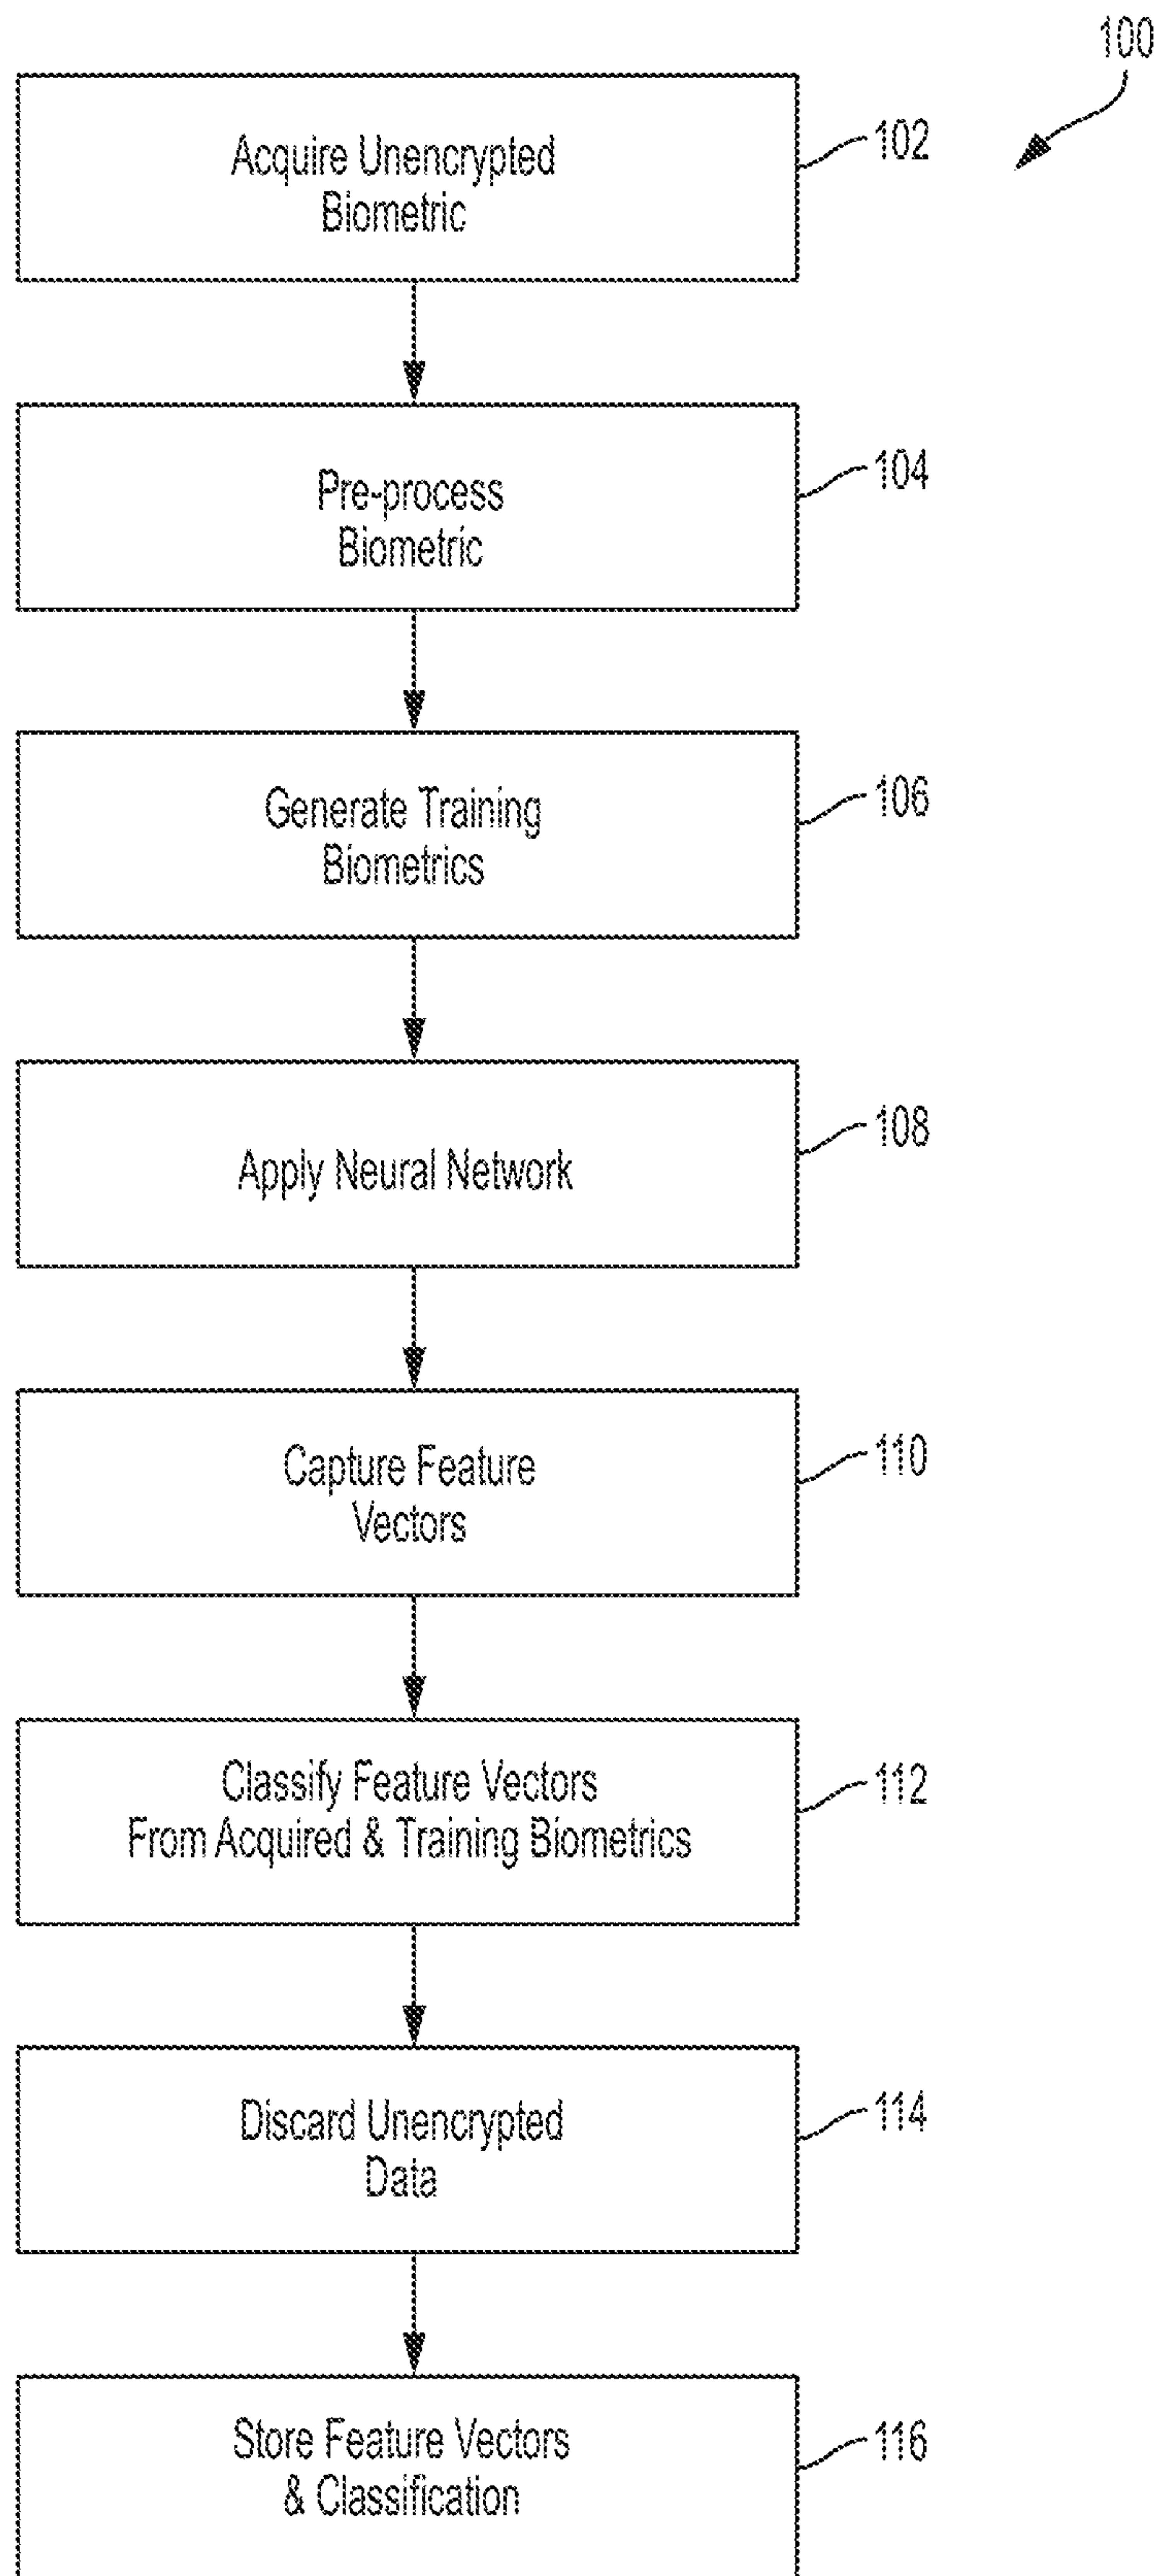 100
Acquire Unencrypted
Biometric
102
Pre-process
Biometric
104
Generate Training
Biometrics
106
Apply Neural Network
108
Capture Feature
Vectors
110
Classify Feature Vectors
From Acquired & Training Biometrics
112
Discard Unencrypted
Data
114
Store Feature Vectors
& Classification
116